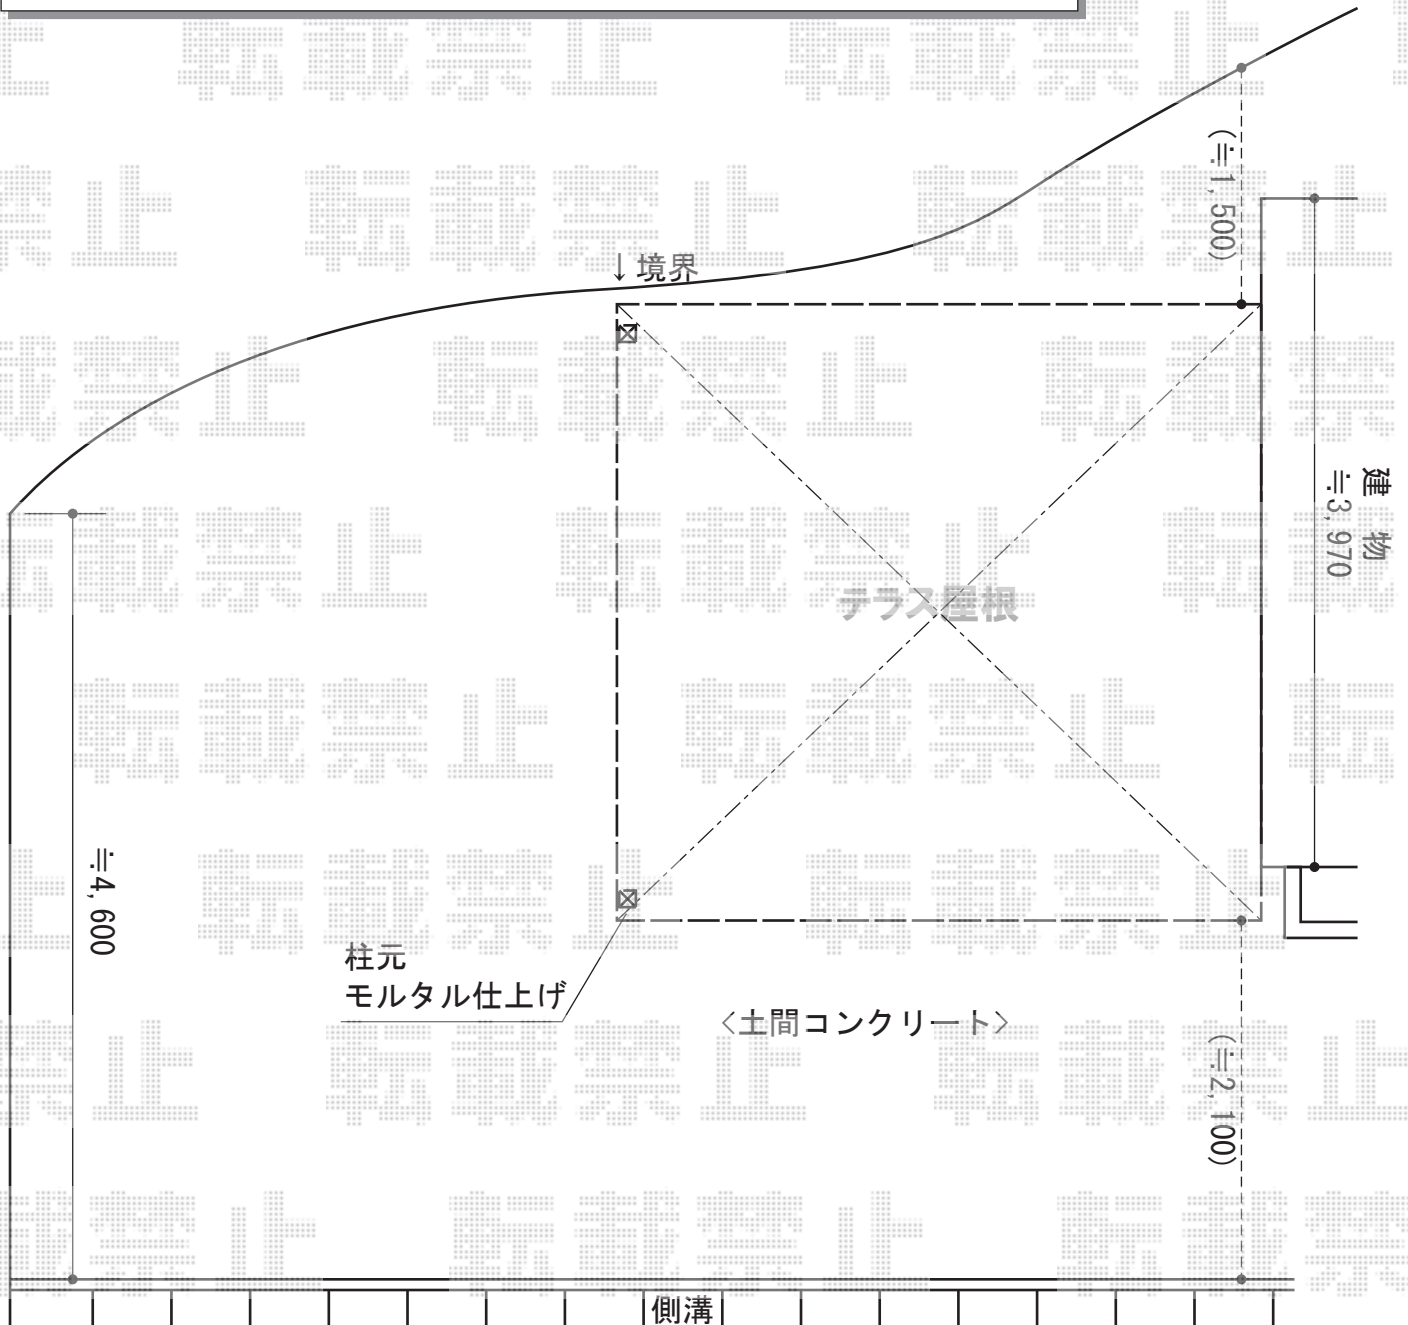 ↓境界
(≒1,500)
建物
≒3,970
テラス屋根
≒4,600
柱元
モルタル仕上げ
〈土間コンクリート〉
(≒2,100)
側溝
転載禁止